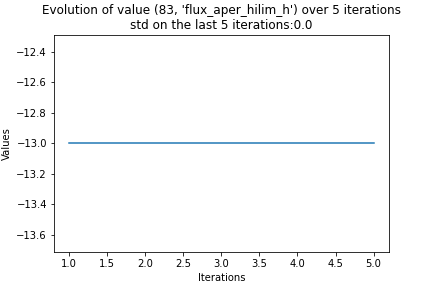 Evolution of value (83, 'flux_aper_hilim_h') over 5 iterations
std on the last 5 iterations:0.0
−12.4
−12.6
−12.8
−13.0
−13.2
−13.4
−13.6
Values
1.0 1.5 2.0 2.5 3.0 3.5 4.0 4.5 5.0
Iterations